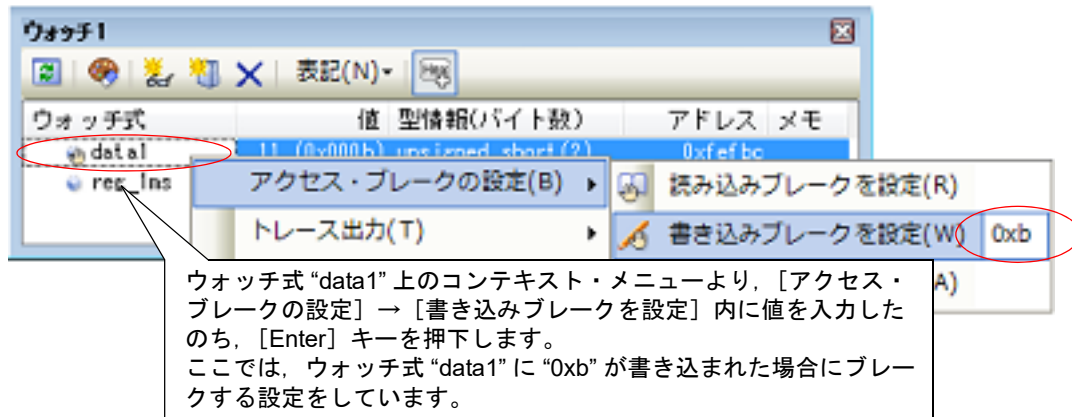 ウォッチ1
表記(N)
Hex
ウォッチ式 値 型情報(バイト数) アドレス メモ
data1 11 (0x000b) unsigned short(2) 0xfefbc
アクセス・ブレークの設定(B) 読み込みブレークを設定(R)
トレース出力(T) 書き込みブレークを設定(W) 0xb
A)
ウォッチ式 “data1” 上のコンテキスト・メニューより, [アクセス・
ブレークの設定] → [書き込みブレークを設定] 内に値を入力した
のち, [Enter] キーを押下します。
ここでは, ウォッチ式 “data1” に “0xb” が書き込まれた場合にブレー
クする設定をしています。